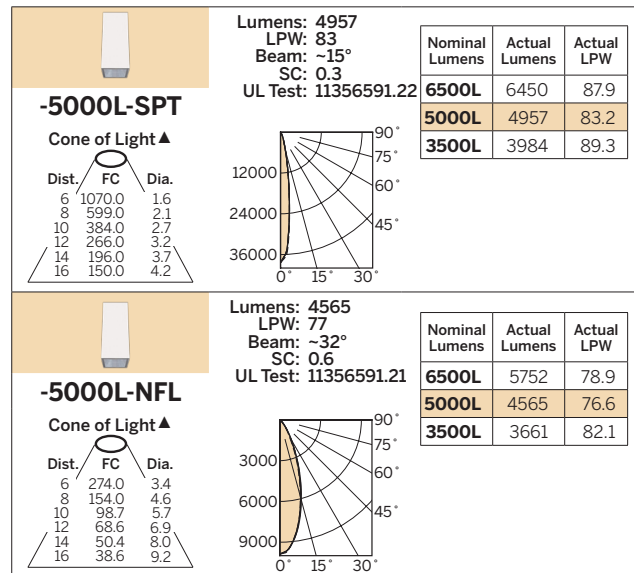 -5000L-SPT
Cone of Light▲
Dist. FC Dia.
6 1070.0 1.6
8 599.0 2.1
10 384.0 2.7
12 266.0 3.2
14 196.0 3.7
16 150.0 4.2
Lumens: 4957
LPW: 83
Beam: ~15°
SC: 0.3
UL Test: 11356591.22
90°
75°
60°
45°
12000
24000
36000
0° 15° 30°
Nominal Lumens Actual Lumens Actual LPW
6500L 6450 87.9
5000L 4957 83.2
3500L 3984 89.3
-5000L-NFL
Cone of Light▲
Dist. FC Dia.
6 274.0 3.4
8 154.0 4.6
10 98.7 5.7
12 68.6 6.9
14 50.4 8.0
16 38.6 9.2
Lumens: 4565
LPW: 77
Beam: ~32°
SC: 0.6
UL Test: 11356591.21
90°
75°
60°
45°
3000
6000
9000
0° 15° 30°
Nominal Lumens Actual Lumens Actual LPW
6500L 5752 78.9
5000L 4565 76.6
3500L 3661 82.1